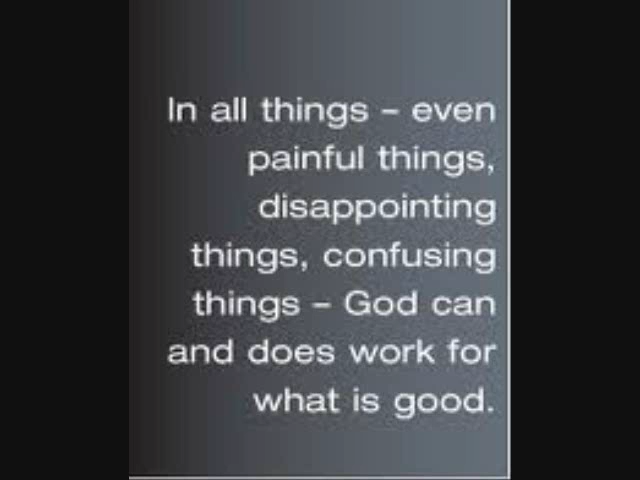 In all things – even
painful things,
disappointing
things, confusing
things – God can
and does work for
what is good.